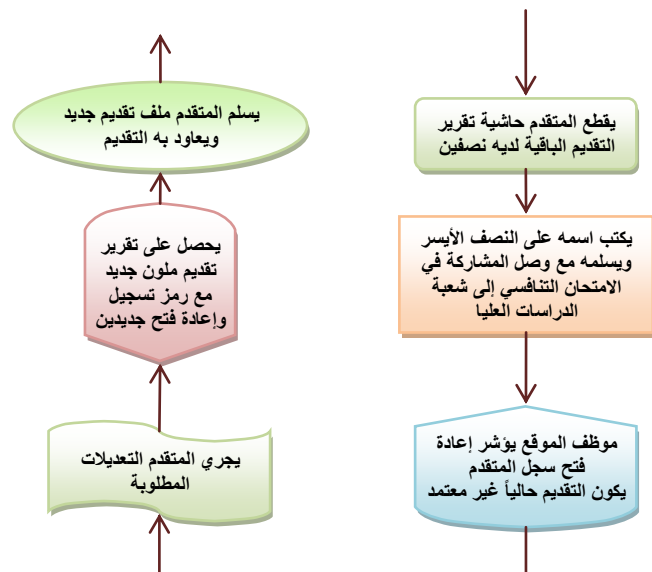 يقطع المتقدم حاشية تقرير
التقديم الباقية لديه نصفين
يكتب اسمه على النصف الأيسر
ويسلمه مع وصل المشاركة في
الامتحان التنافسي إلى شعبة
الدراسات العليا
موظف الموقع يؤشر إعادة
فتح سجل المتقدم
يكون التقديم حالياً غير معتمد
يجري المتقدم التعديلات
المطلوبة
يحصل على تقرير
تقديم ملون جديد
مع رمز تسجيل
وإعادة فتح جديدين
يسلم المتقدم ملف تقديم جديد
ويعاود به التقديم